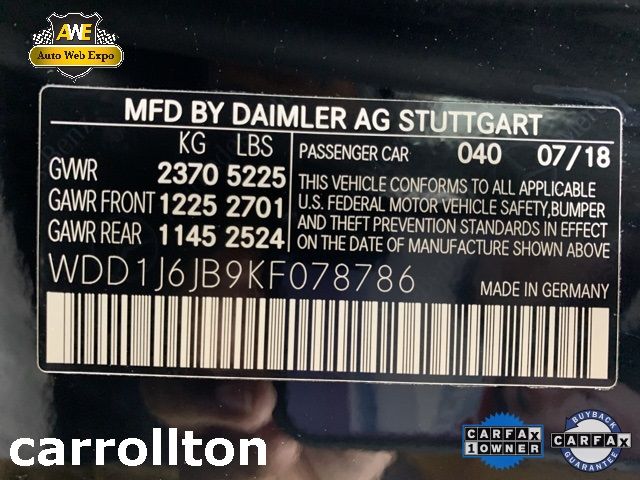 AWE
Auto Web Expo
MFD BY DAIMLER AG STUTTGART
KG LBS
GVWR 2370 5225
GAWR FRONT 1225 2701
GAWR REAR 1145 2524
PASSENGER CAR 040 07/18
THIS VEHICLE CONFORMS TO ALL APPLICABLE
U.S. FEDERAL MOTOR VEHICLE SAFETY, BUMPER
AND THEFT PREVENTION STANDARDS IN EFFECT
ON THE DATE OF MANUFACTURE SHOWN ABOVE
WDD1J6JB9KF078786
MADE IN GERMANY
carrollton
CARFAX
1 OWNER
BUYBACK
CARFAX
GUARANTEE